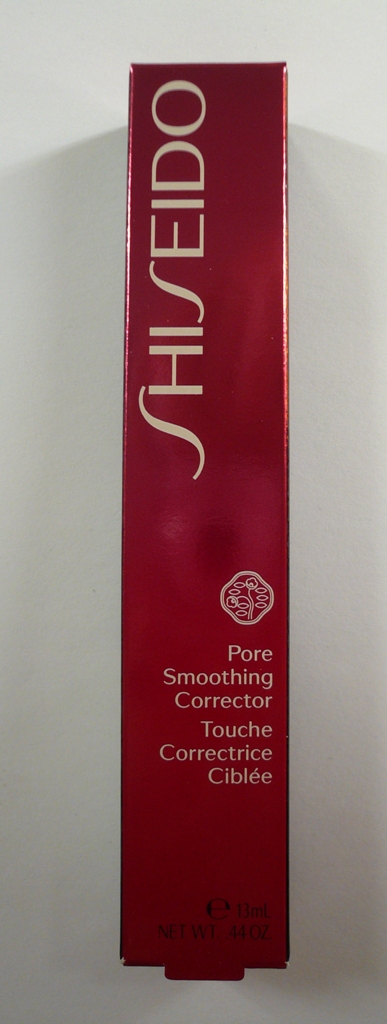 SHISEIDO
Pore
Smoothing
Corrector
Touche
Correctrice
Ciblée
℮ 13mL
NET WT. .44 OZ.